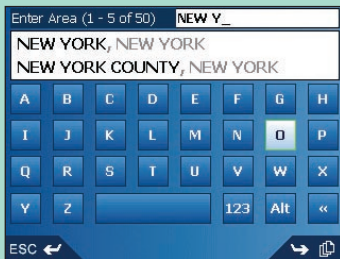 Enter Area (1 - 5 of 50) NEW Y_
NEW YORK, NEW YORK
NEW YORK COUNTY, NEW YORK
A B C D E F G H
I J K L M N O P
Q R S T U V W X
Y Z 123 Alt «
ESC